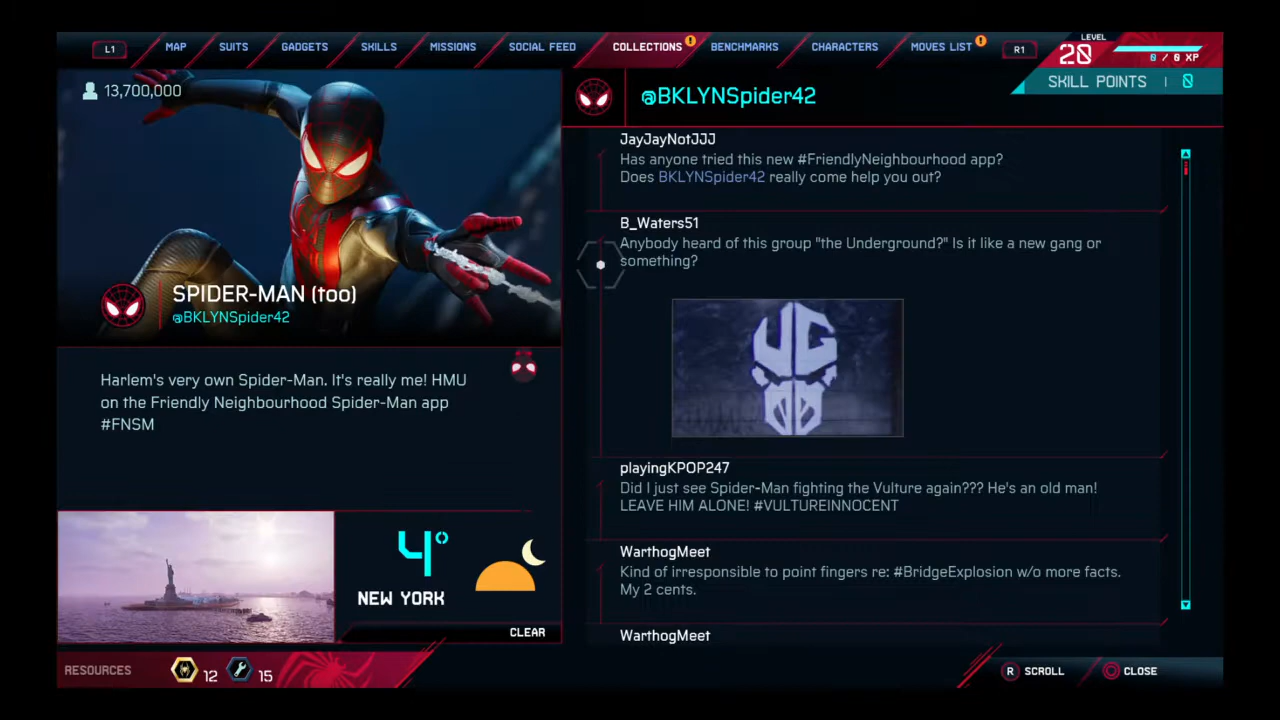 L1
MAP
SUITS
GADGETS
SKILLS
MISSIONS
SOCIAL FEED
COLLECTIONS
!
BENCHMARKS
CHARACTERS
MOVES LIST
!
R1
LEVEL
20
0 / 0 XP
SKILL POINTS | 0
13,700,000
SPIDER-MAN (too)
@BKLYNSpider42
Harlem's very own Spider-Man. It's really me! HMU
on the Friendly Neighbourhood Spider-Man app
#FNSM
4°
NEW YORK
CLEAR
@BKLYNSpider42
JayJayNotJJJ
Has anyone tried this new #FriendlyNeighbourhood app?
Does BKLYNSpider42 really come help you out?
B_Waters51
Anybody heard of this group "the Underground?" Is it like a new gang or
something?
UG
playingKPOP247
Did I just see Spider-Man fighting the Vulture again??? He's an old man!
LEAVE HIM ALONE! #VULTUREINNOCENT
WarthogMeet
Kind of irresponsible to point fingers re: #BridgeExplosion w/o more facts.
My 2 cents.
WarthogMeet
RESOURCES
12
15
R SCROLL
CLOSE